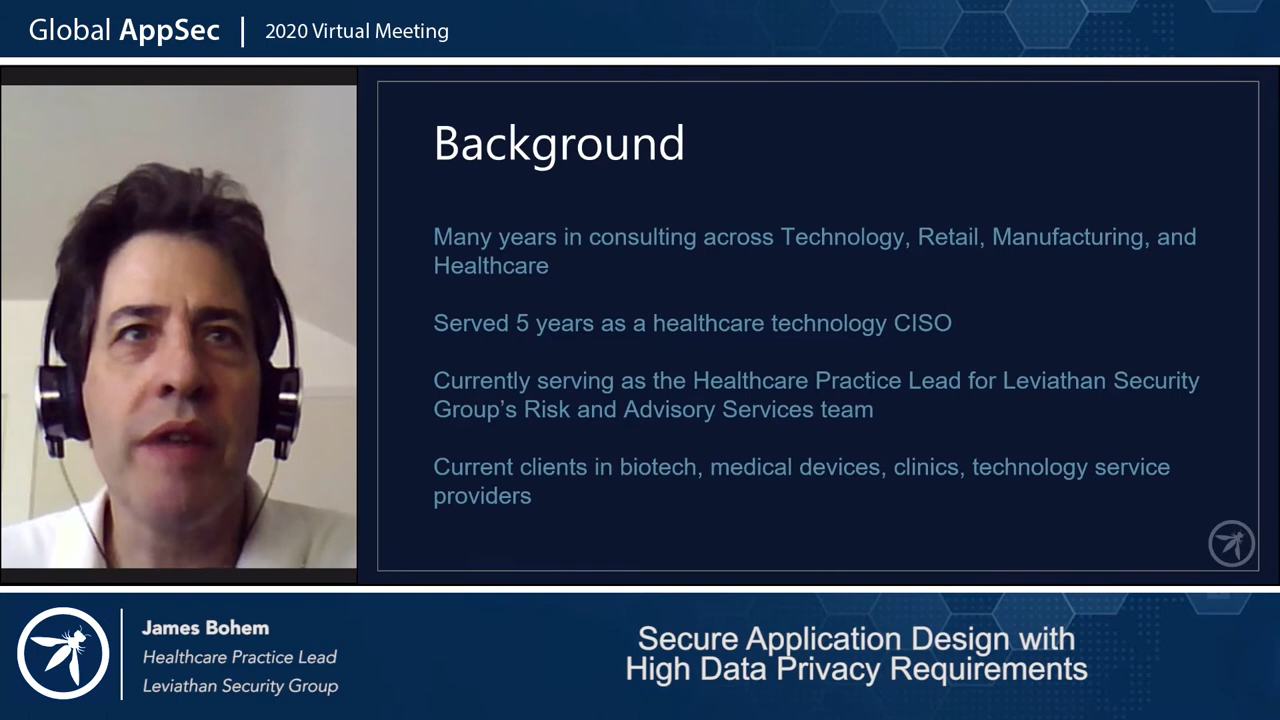 Global AppSec | 2020 Virtual Meeting
Background
Many years in consulting across Technology, Retail, Manufacturing, and
Healthcare
Served 5 years as a healthcare technology CISO
Currently serving as the Healthcare Practice Lead for Leviathan Security
Group's Risk and Advisory Services team
Current clients in biotech, medical devices, clinics, technology service
providers
James Bohem
Healthcare Practice Lead
Leviathan Security Group
Secure Application Design with
High Data Privacy Requirements